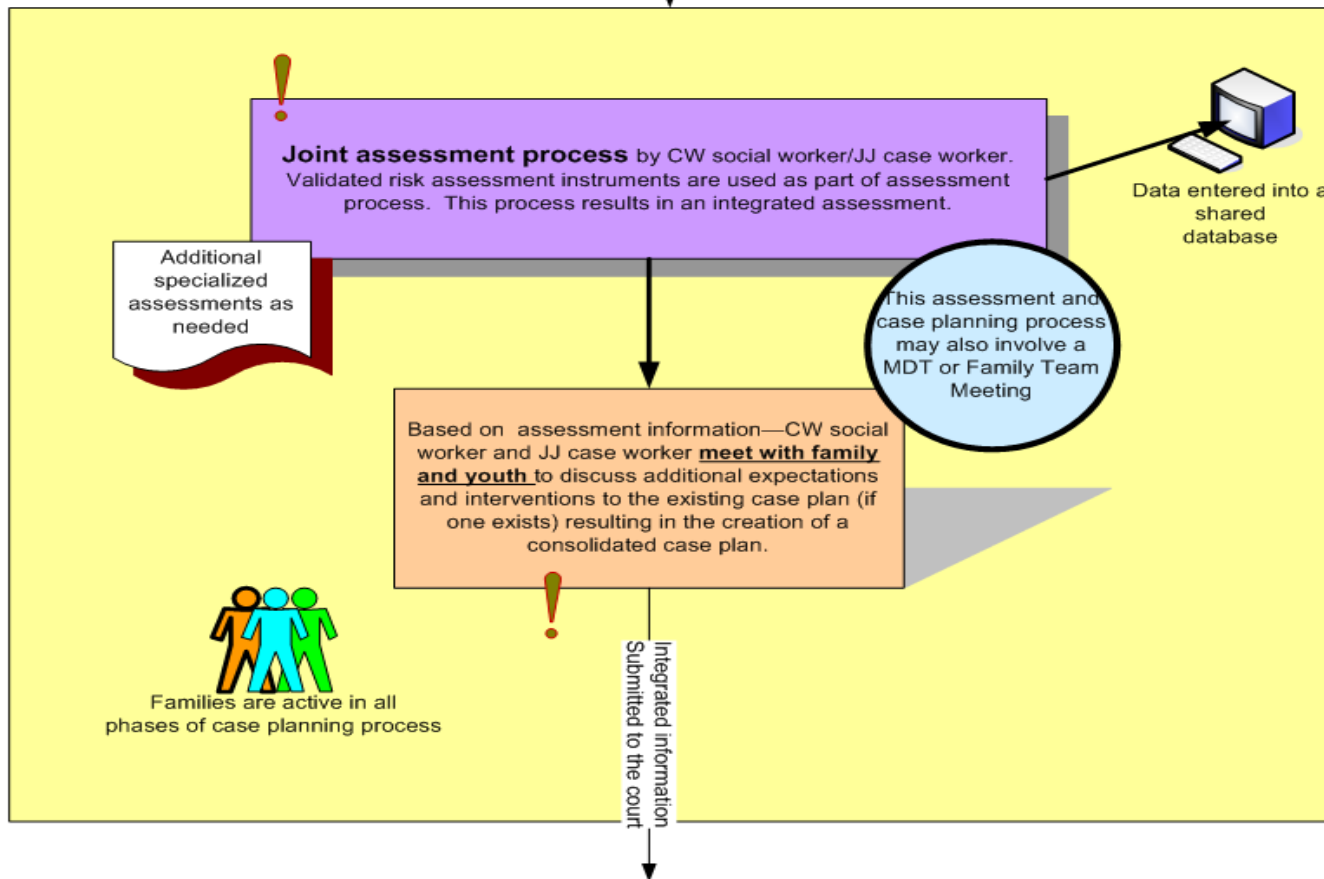 Joint assessment process by CW social worker/JJ case worker.
Validated risk assessment instruments are used as part of assessment
process. This process results in an integrated assessment.
Data entered into a
shared
database
Additional
specialized
assessments as
needed
This assessment and
case planning process
may also involve a
MDT or Family Team
Meeting
Based on assessment information—CW social
worker and JJ case worker meet with family
and youth to discuss additional expectations
and interventions to the existing case plan (if
one exists) resulting in the creation of a
consolidated case plan.
Families are active in all
phases of case planning process
Integrated information
Submitted to the court